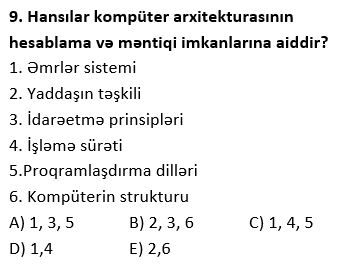 9. Hansılar kompüter arxitekturasının
hesablama və məntiqi imkanlarına aiddir?
1. Əmrlər sistemi
2. Yaddaşın təşkili
3. İdarəetmə prinsipləri
4. İşləmə sürəti
5.Proqramlaşdırma dilləri
6. Kompüterin strukturu
A) 1, 3, 5 B) 2, 3, 6 C) 1, 4, 5
D) 1,4 E) 2,6